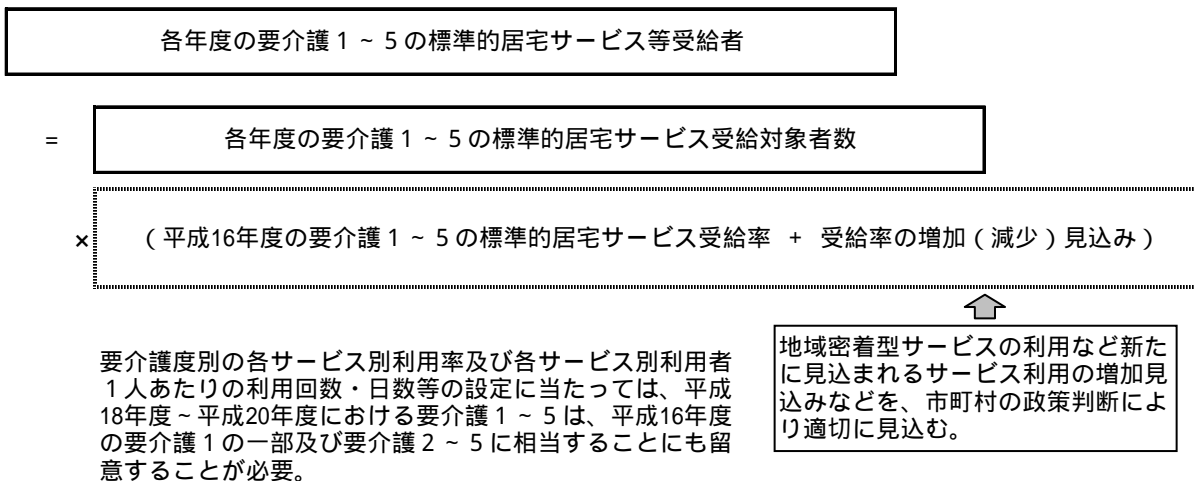 各年度の要介護１～５の標準的居宅サービス等受給者
= 各年度の要介護１～５の標準的居宅サービス受給対象者数
× （平成16年度の要介護１～５の標準的居宅サービス受給率 + 受給率の増加（減少）見込み）
要介護度別の各サービス別利用率及び各サービス別利用者
１人あたりの利用回数・日数等の設定に当たっては、平成
18年度～平成20年度における要介護１～５は、平成16年度
の要介護１の一部及び要介護２～５に相当することにも留
意することが必要。
地域密着型サービスの利用など新た
に見込まれるサービス利用の増加見
込みなどを、市町村の政策判断によ
り適切に見込む。